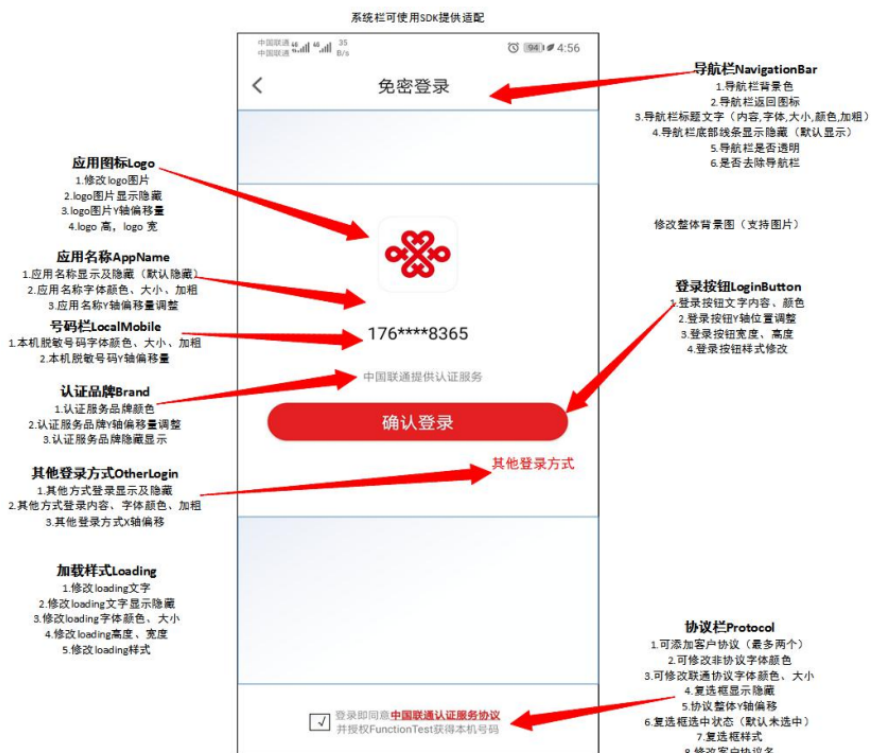 系统栏可使用SDK提供适配
中国联通 46 46 35
中国联通 B/s
94 4:56
免密登录
导航栏NavigationBar
1.导航栏背景色
2.导航栏返回图标
3.导航栏标题文字（内容,字体,大小,颜色,加粗）
4.导航栏底部线条显示隐藏（默认显示）
5.导航栏是否透明
6.是否去除导航栏
应用图标Logo
1.修改logo图片
2.logo图片显示隐藏
3.logo图片Y轴偏移量
4.logo 高，logo 宽
修改整体背景图（支持图片）
应用名称AppName
1.应用名称显示及隐藏（默认隐藏）
2.应用名称字体颜色、大小、加粗
3.应用名称Y轴偏移量调整
登录按钮LoginButton
1.登录按钮文字内容、颜色
2.登录按钮Y轴位置调整
3.登录按钮宽度、高度
4.登录按钮样式修改
号码栏LocalMobile
1.本机脱敏号码字体颜色、大小、加粗
2.本机脱敏号码Y轴偏移量
176****8365
中国联通提供认证服务
认证品牌Brand
1.认证服务品牌颜色
2.认证服务品牌Y轴偏移量调整
3.认证服务品牌隐藏显示
确认登录
其他登录方式
其他登录方式OtherLogin
1.其他方式登录显示及隐藏
2.其他方式登录内容、字体颜色、加粗
3.其他登录方式X轴偏移
加载样式Loading
1.修改loading文字
2.修改loading文字显示隐藏
3.修改loading字体颜色、大小
4.修改loading高度、宽度
5.修改loading样式
协议栏Protocol
1.可添加客户协议（最多两个）
2.可修改非协议字体颜色
3.可修改联通协议字体颜色、大小
4.复选框显示隐藏
5.协议整体Y轴偏移
6.复选框选中状态（默认未选中）
7.复选框样式
8.修改客户协议名
登录即同意中国联通认证服务协议
并授权FunctionTest获得本机号码